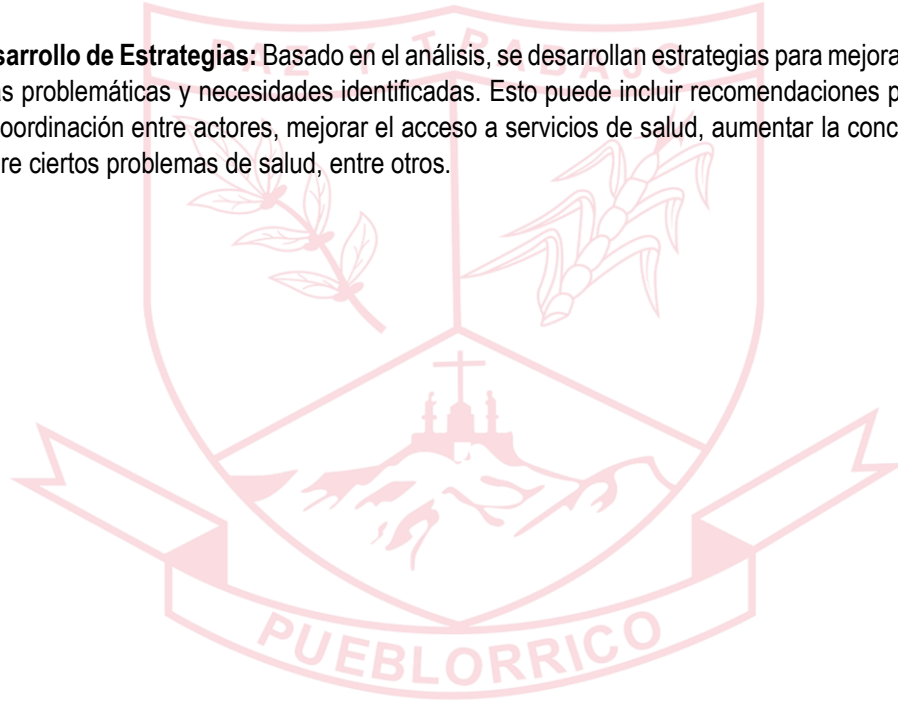 PAZ Y TRABAJO
sarrollo de Estrategias: Basado en el análisis, se desarrollan estrategias para mejora
s problemáticas y necesidades identificadas. Esto puede incluir recomendaciones p
oordinación entre actores, mejorar el acceso a servicios de salud, aumentar la conc
re ciertos problemas de salud, entre otros.
PUEBLORRICO